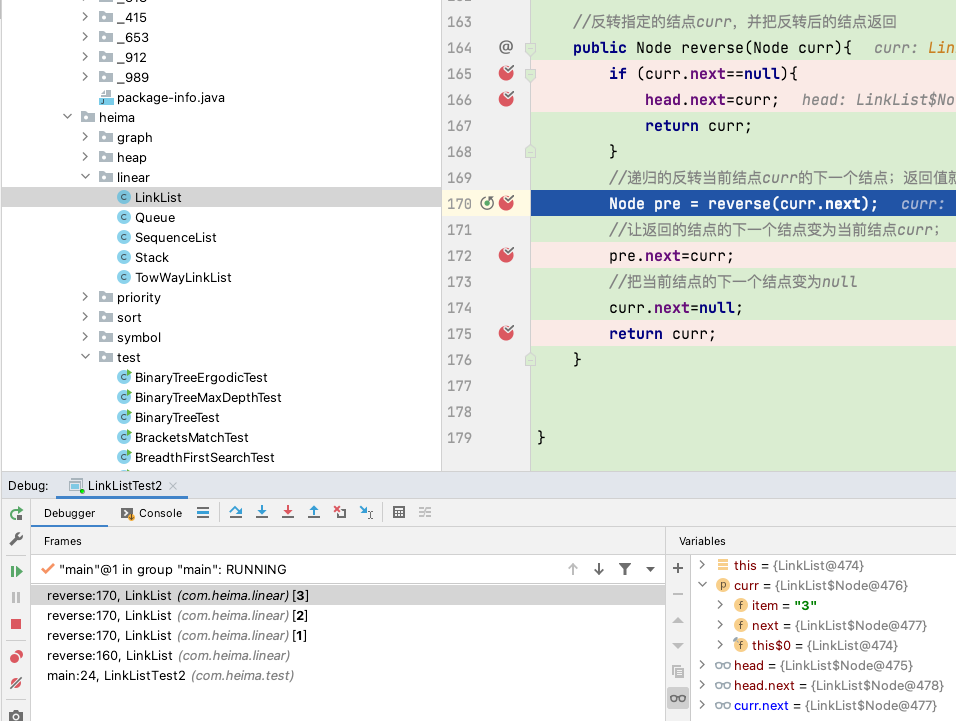 _415
_653
_912
_989
package-info.java
heima
graph
heap
linear
LinkList
Queue
SequenceList
Stack
TowWayLinkList
priority
sort
symbol
test
BinaryTreeErgodicTest
BinaryTreeMaxDepthTest
BinaryTreeTest
BracketsMatchTest
BreadthFirstSearchTest
163 //反转指定的结点curr，并把反转后的结点返回
164 @ public Node reverse(Node curr){ curr: Lin
165 if (curr.next==null){
166 head.next=curr; head: LinkList$No
167 return curr;
168 }
169 //递归的反转当前结点curr的下一个结点；返回值就
170 Node pre = reverse(curr.next); curr:
171 //让返回的结点的下一个结点变为当前结点curr；
172 pre.next=curr;
173 //把当前结点的下一个结点变为null
174 curr.next=null;
175 return curr;
176 }
177
178
179 }
Debug: LinkListTest2
Debugger Console
Frames
"main"@1 in group "main": RUNNING
reverse:170, LinkList (com.heima.linear) [3]
reverse:170, LinkList (com.heima.linear) [2]
reverse:170, LinkList (com.heima.linear) [1]
reverse:160, LinkList (com.heima.linear)
main:24, LinkListTest2 (com.heima.test)
Variables
this = {LinkList@474}
curr = {LinkList$Node@476}
item = "3"
next = {LinkList$Node@477}
this$0 = {LinkList@474}
head = {LinkList$Node@475}
head.next = {LinkList$Node@478}
curr.next = {LinkList$Node@477}